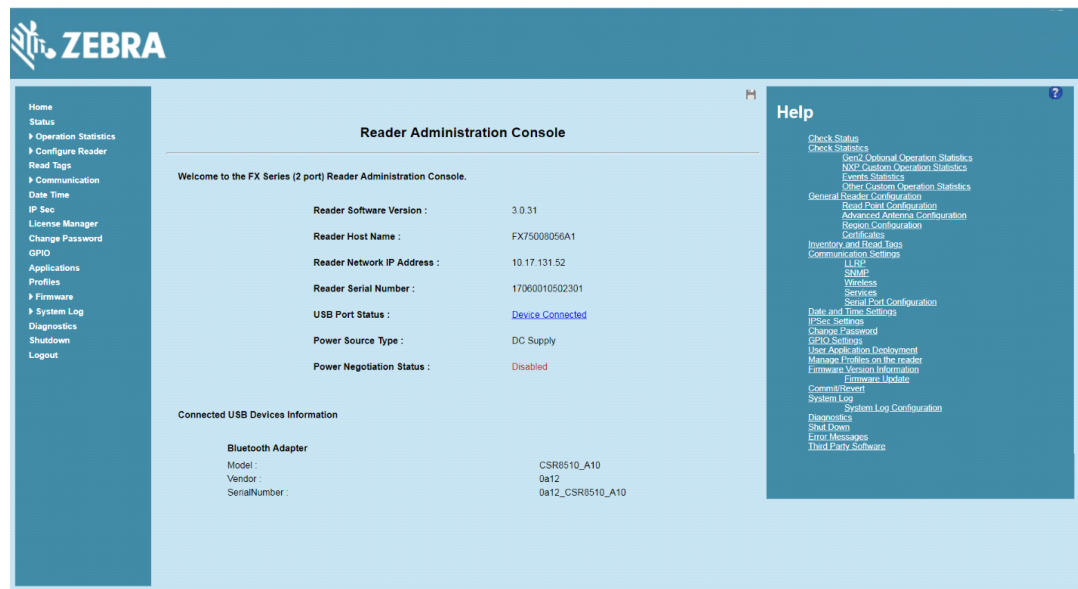 ZEBRA
Home
Status
Operation Statistics
Configure Reader
Read Tags
Communication
Date Time
IP Sec
License Manager
Change Password
GPIO
Applications
Profiles
Firmware
System Log
Diagnostics
Shutdown
Logout
Reader Administration Console
Welcome to the FX Series (2 port) Reader Administration Console.
Reader Software Version : 3.0.31
Reader Host Name : FX75008056A1
Reader Network IP Address : 10.17.131.52
Reader Serial Number : 17060010502301
USB Port Status : Device Connected
Power Source Type : DC Supply
Power Negotiation Status : Disabled
Connected USB Devices Information
Bluetooth Adapter
Model : CSR8510_A10
Vendor : 0a12
SerialNumber : 0a12_CSR8510_A10
?
Help
Check Status
Check Statistics
Gen2 Optional Operation Statistics
NXP Custom Operation Statistics
Events Statistics
Other Custom Operation Statistics
General Reader Configuration
Read Point Configuration
Advanced Antenna Configuration
Region Configuration
Certificates
Inventory and Read Tags
Communication Settings
LLRP
SNMP
Wireless
Services
Serial Port Configuration
Date and Time Settings
IPSec Settings
Change Password
GPIO Settings
User Application Deployment
Manage Profiles on the reader
Firmware Version Information
Firmware Update
Commit/Revert
System Log
System Log Configuration
Diagnostics
Shut Down
Error Messages
Third Party Software